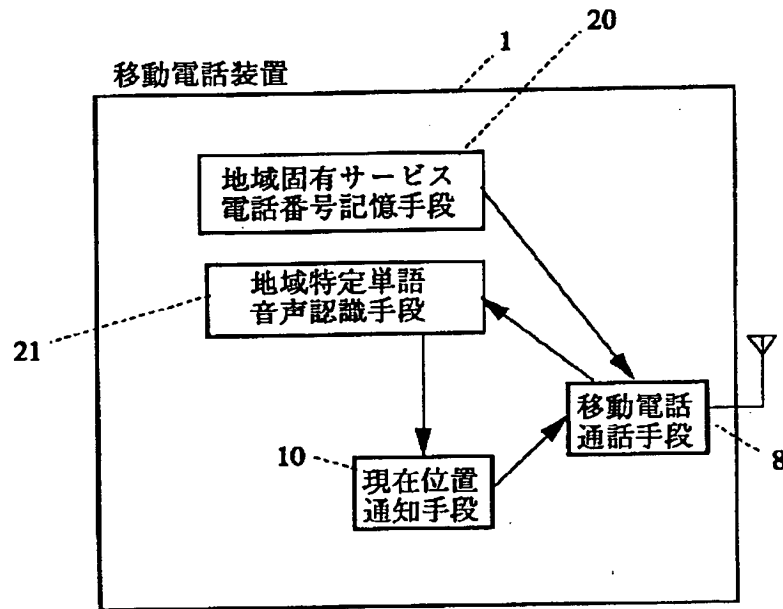 20
1
移動電話装置
地域固有サービス
電話番号記憶手段
地域特定単語
音声認識手段
21
移動電話
通話手段
8
10
現在位置
通知手段